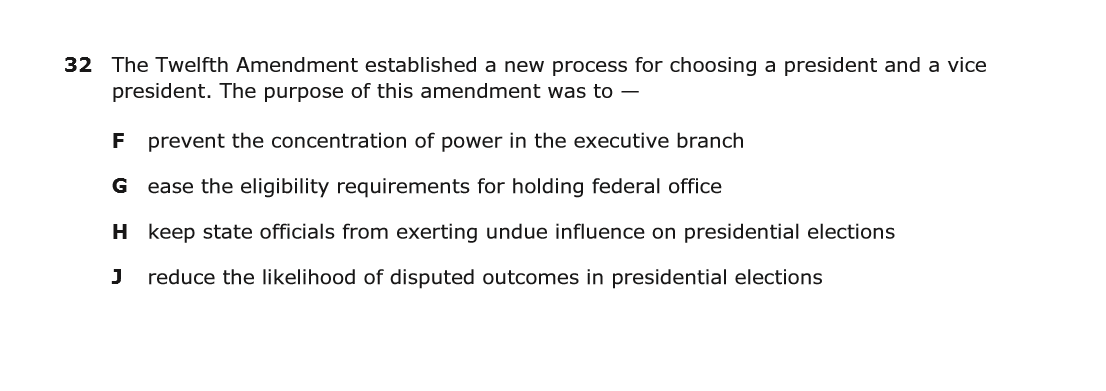 32 The Twelfth Amendment established a new process for choosing a president and a vice
president. The purpose of this amendment was to —
F prevent the concentration of power in the executive branch
G ease the eligibility requirements for holding federal office
H keep state officials from exerting undue influence on presidential elections
J reduce the likelihood of disputed outcomes in presidential elections